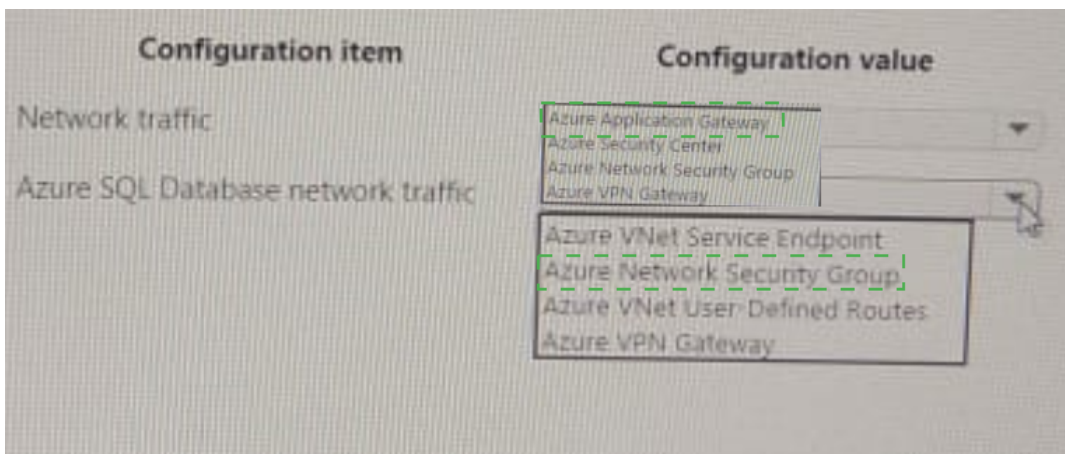 Configuration item
Configuration value
Network traffic
Azure Application Gateway
Azure Security Center
Azure Network Security Group
Azure VPN Gateway
Azure SQL Database network traffic
Azure VNet Service Endpoint
Azure Network Security Group
Azure VNet User-Defined Routes
Azure VPN Gateway